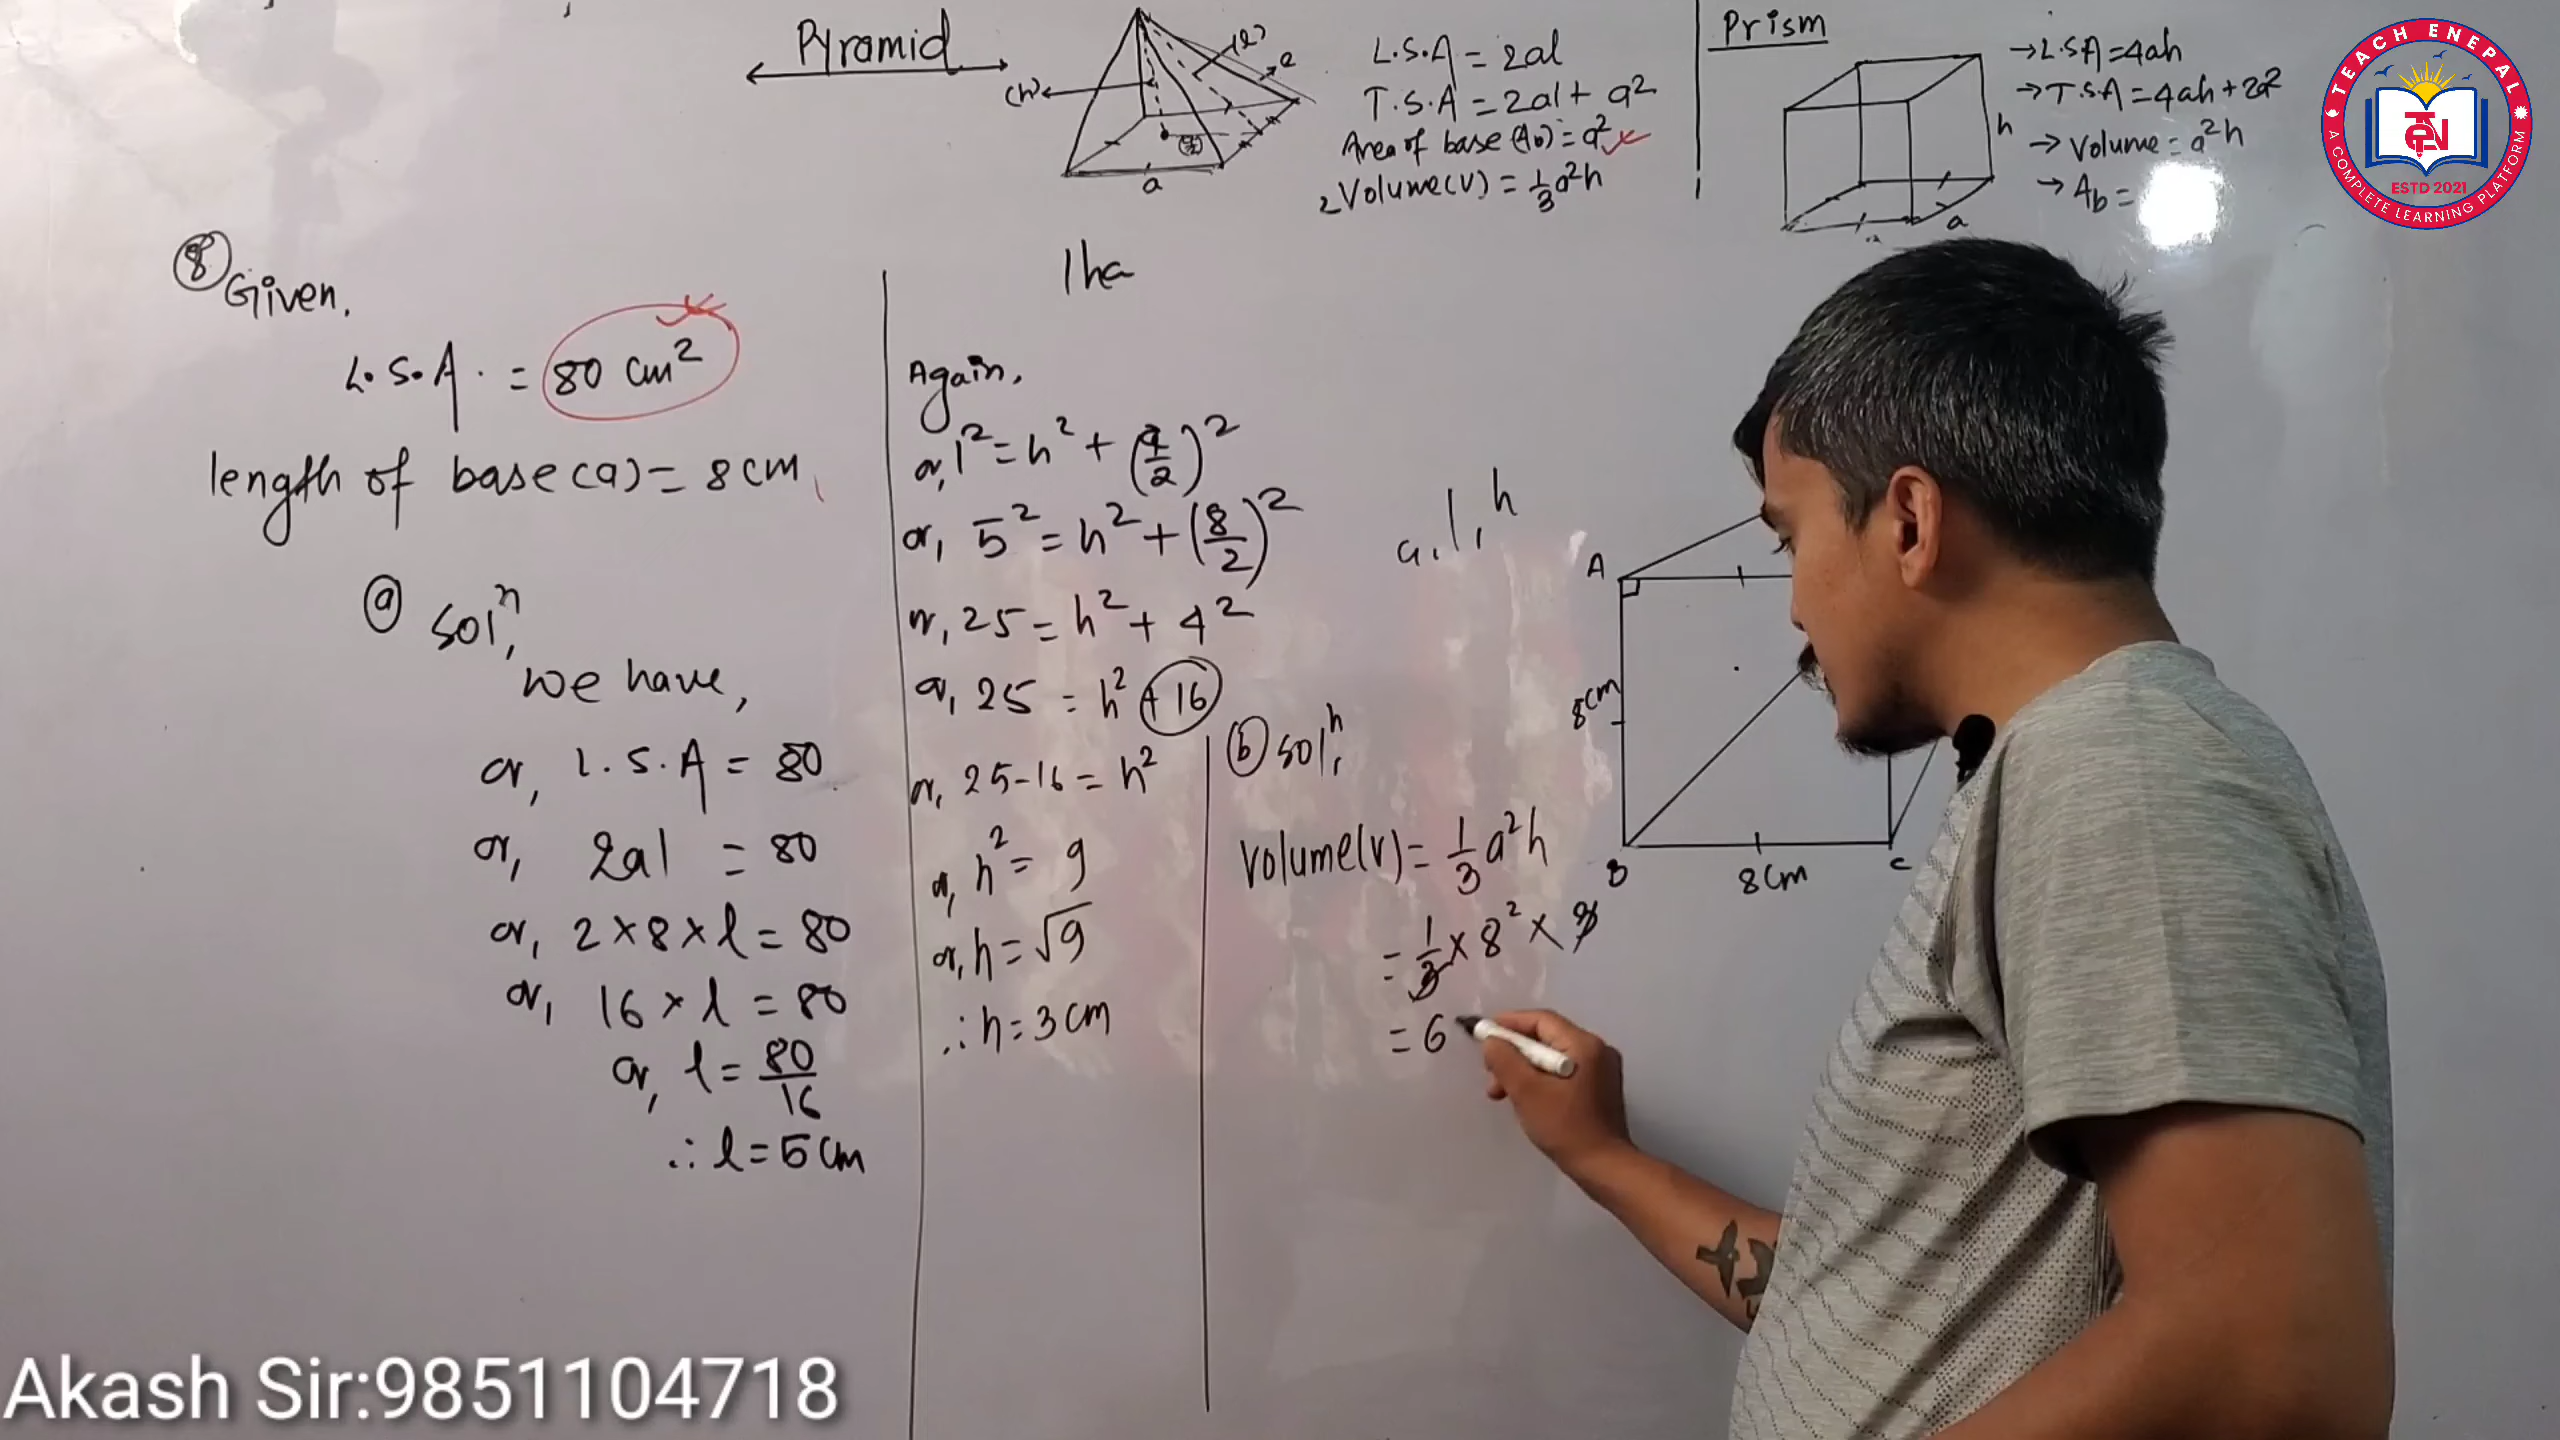 Pyramid
(h)
(l)
e
a
L.S.A = 2al
T.S.A = 2al + a²
Area of base (Ab) = a²
Volume(V) = 1/3 a²h
Prism
→ L.S.A = 4ah
→ T.S.A = 4ah + 2a²
→ Volume = a²h
→ Ab =
h
a
TEACH ENEPAL
TEN
ESTD 2021
A COMPLETE LEARNING PLATFORM
8 Given,
L.S.A. = 80 cm²
length of base (a) = 8 cm
(a) solⁿ,
we have,
or, L.S.A = 80
or, 2al = 80
or, 2 × 8 × l = 80
or, 16 × l = 80
or, l = 80/16
∴ l = 5 cm
lha
Again,
or, l² = h² + (a/2)²
or, 5² = h² + (8/2)²
or, 25 = h² + 4²
or, 25 = h² + 16
or, 25 - 16 = h²
or, h² = 9
or, h = √9
∴ h = 3 cm
a, l, h
(b) solⁿ,
Volume(V) = 1/3 a²h
= 1/3 × 8² × 3
= 6
A
8cm
B
8cm
C
Akash Sir:9851104718